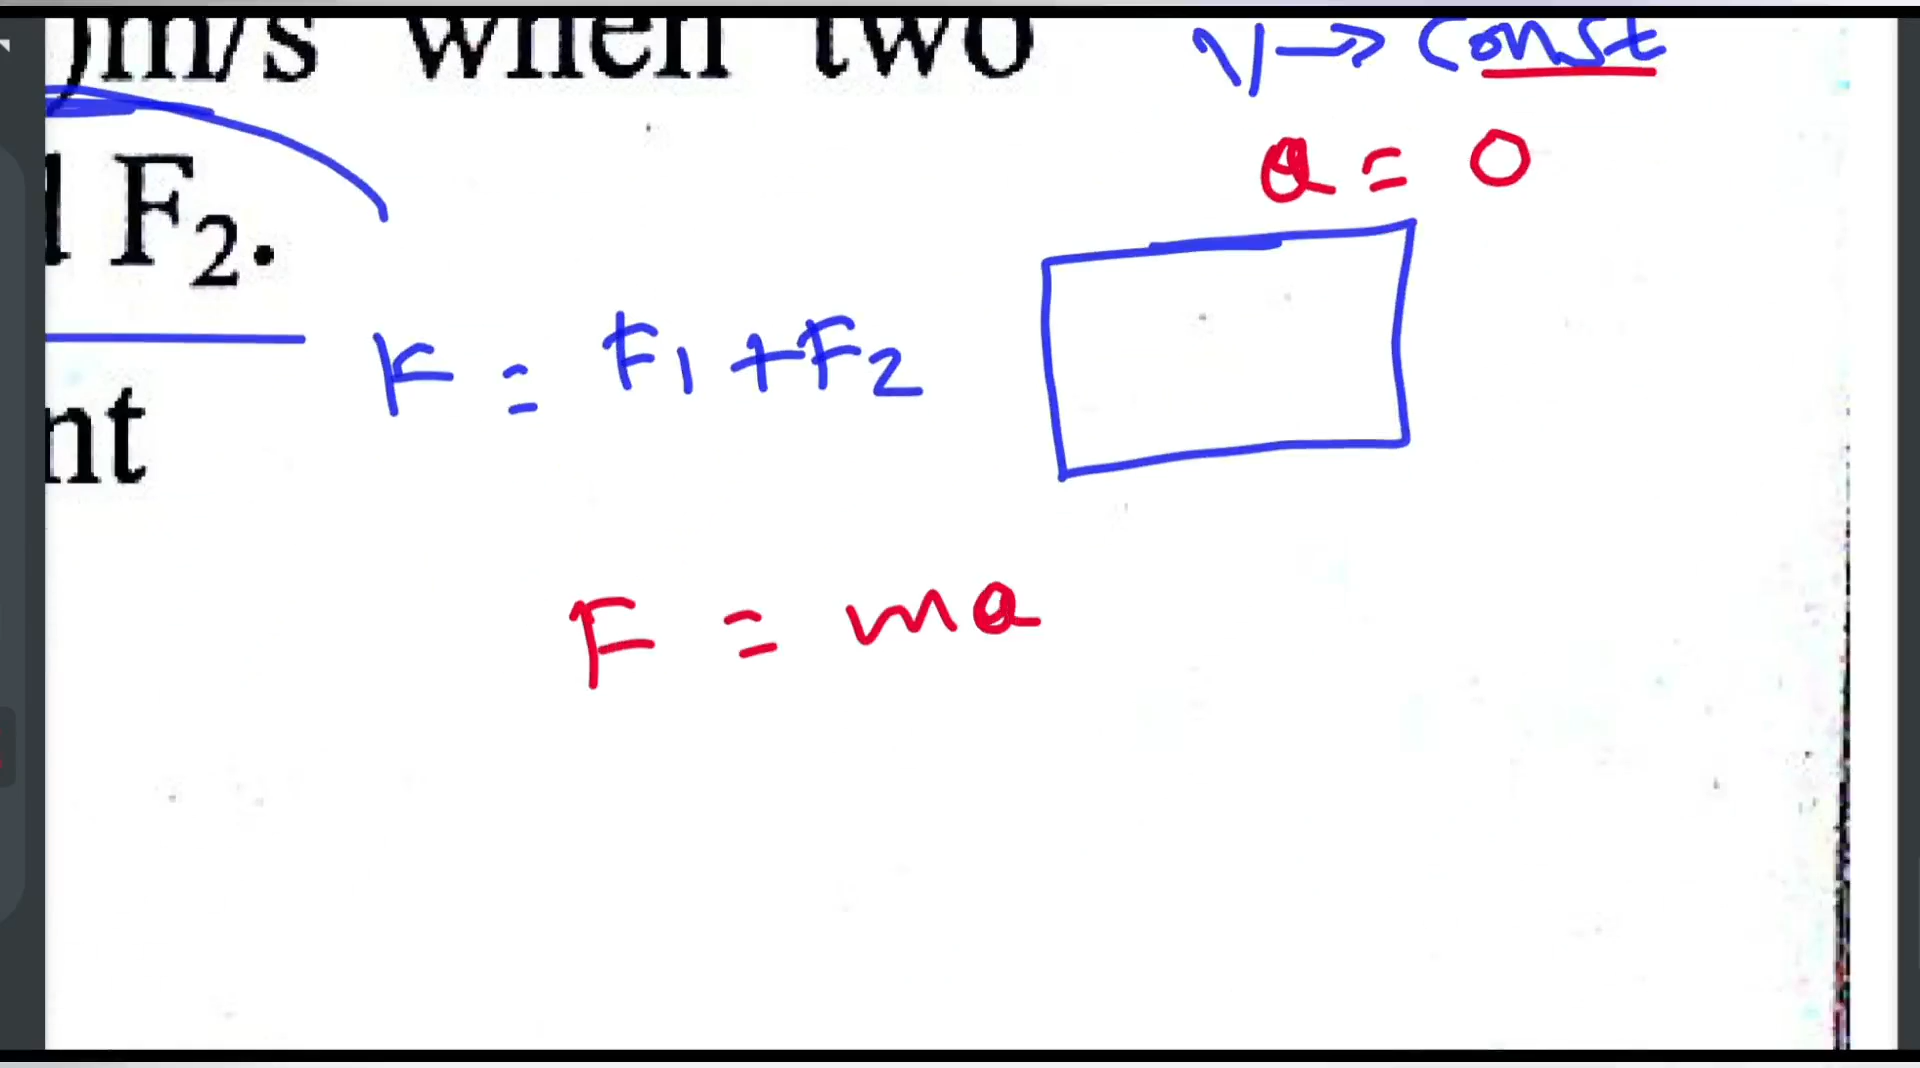 )m/s when two
v → const
a = 0
F₂.
F = F1 + F2
nt
F = ma